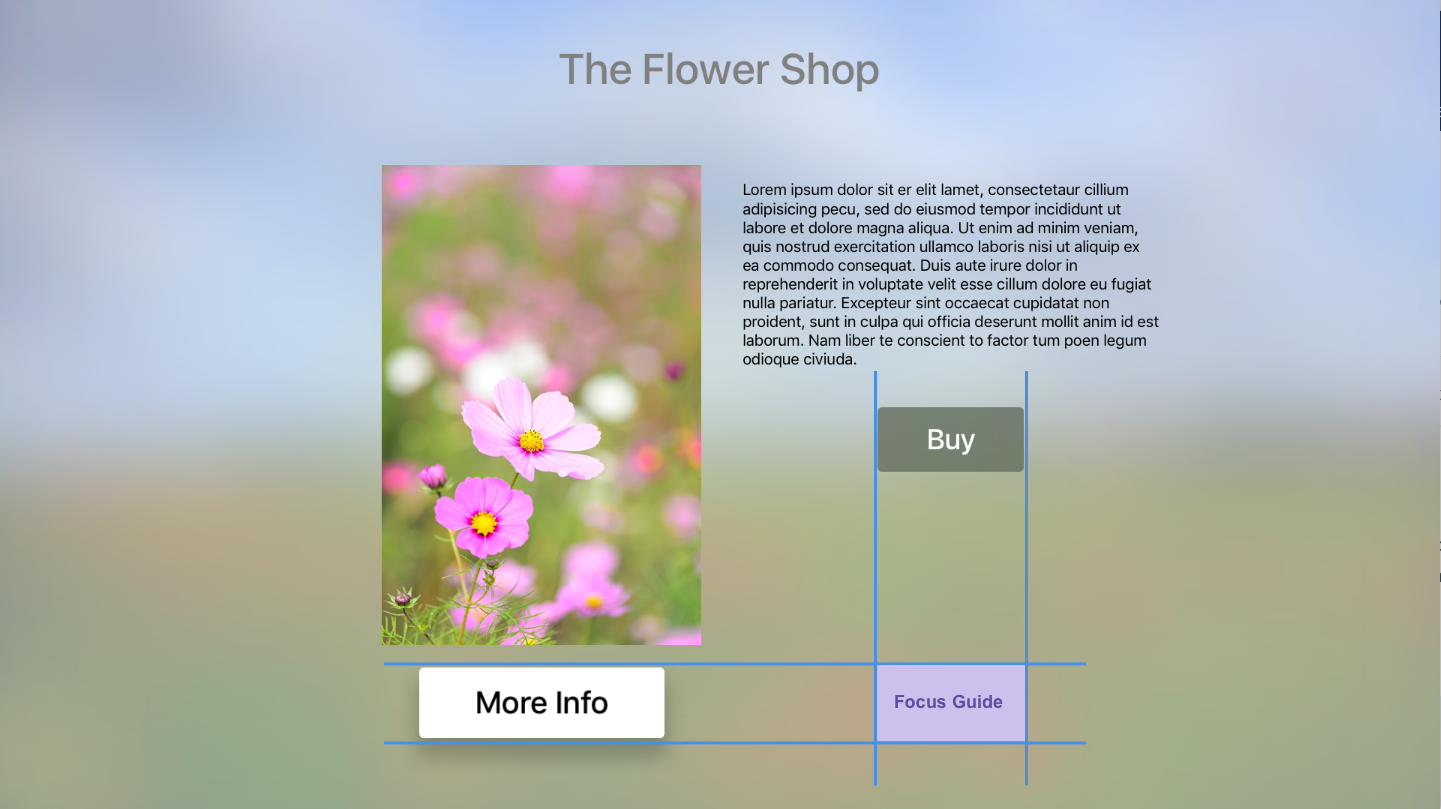 The Flower Shop
Lorem ipsum dolor sit er elit lamet, consectetaur cillium
adipisicing pecu, sed do eiusmod tempor incididunt ut
labore et dolore magna aliqua. Ut enim ad minim veniam,
quis nostrud exercitation ullamco laboris nisi ut aliquip ex
ea commodo consequat. Duis aute irure dolor in
reprehenderit in voluptate velit esse cillum dolore eu fugiat
nulla pariatur. Excepteur sint occaecat cupidatat non
proident, sunt in culpa qui officia deserunt mollit anim id est
laborum. Nam liber te conscient to factor tum poen legum
odioque civiuda.
Buy
More Info
Focus Guide